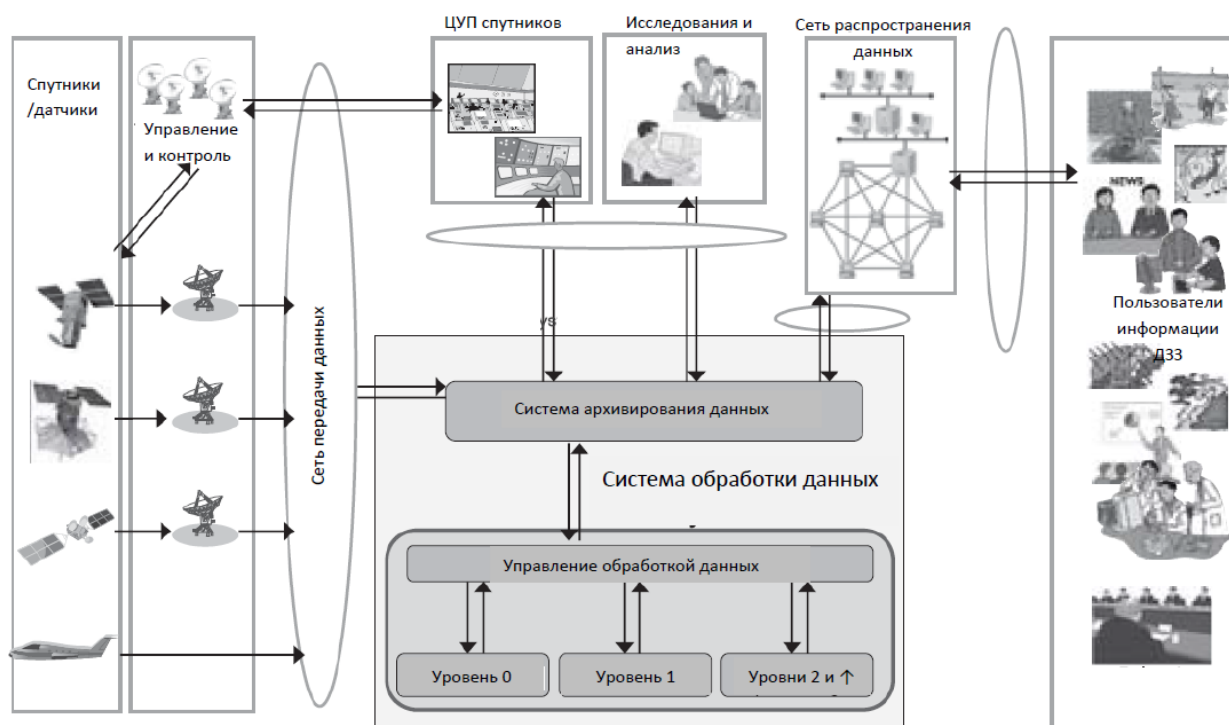 ЦУП спутников
Исследования и
анализ
Сеть распространения
данных
Спутники
/датчики
Управление
и контроль
NEWS
Сеть передачи данных
Пользователи
информации
ДЗЗ
ys
Система архивирования данных
Система обработки данных
Управление обработкой данных
Уровень 0
Уровень 1
Уровни 2 и ↑